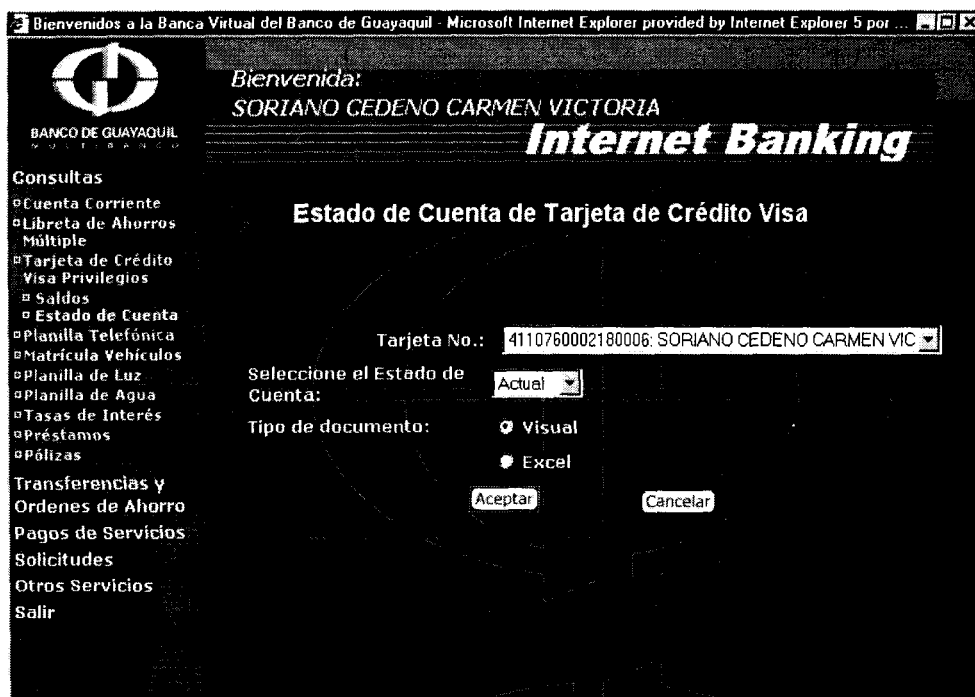 Bienvenidos a la Banca Virtual del Banco de Guayaquil - Microsoft Internet Explorer provided by Internet Explorer 5 por ...
BANCO DE GUAYAQUIL
MULTIBANCO
Bienvenida:
SORIANO CEDENO CARMEN VICTORIA
Internet Banking
Consultas
Cuenta Corriente
Libreta de Ahorros
Múltiple
Tarjeta de Crédito
Visa Privilegios
Saldos
Estado de Cuenta
Planilla Telefónica
Matrícula Vehículos
Planilla de Luz
Planilla de Agua
Tasas de Interés
Préstamos
Pólizas
Transferencias y
Ordenes de Ahorro
Pagos de Servicios
Solicitudes
Otros Servicios
Salir
Estado de Cuenta de Tarjeta de Crédito Visa
Tarjeta No.: 4110760002180006: SORIANO CEDENO CARMEN VIC
Seleccione el Estado de
Cuenta: Actual
Tipo de documento: Visual
Excel
Aceptar Cancelar